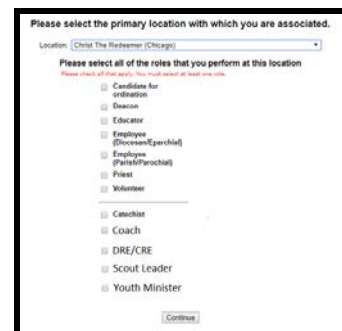 Please select the primary location with which you are associated.
Location: Christ The Redeemer (Chicago)
Please select all of the roles that you perform at this location
Please check all that apply. You must select at least one role.
Candidate for
ordination
Deacon
Educator
Employee
(Diocesan/Eparchial)
Employee
(Parish/Parochial)
Priest
Volunteer
Catechist
Coach
DRE/CRE
Scout Leader
Youth Minister
Continue